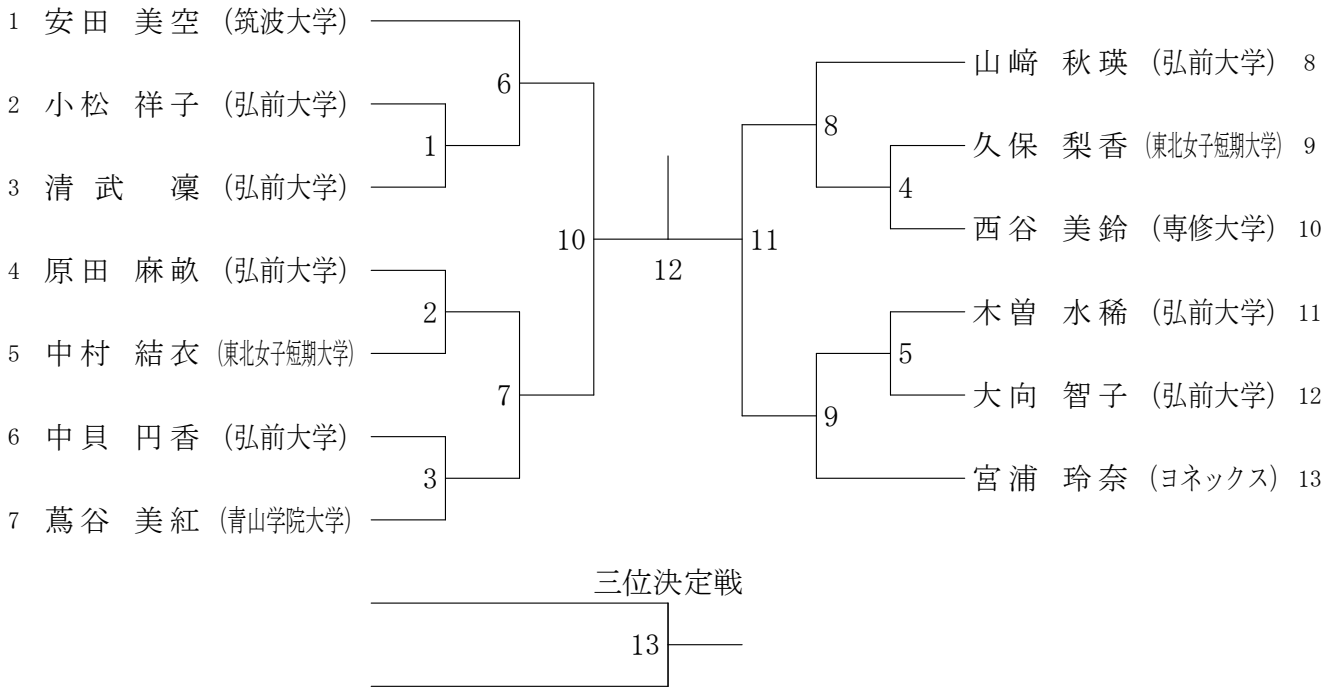 1 安田 美空 (筑波大学)
2 小松 祥子 (弘前大学)
3 清武 凜 (弘前大学)
4 原田 麻畝 (弘前大学)
5 中村 結衣 (東北女子短期大学)
6 中貝 円香 (弘前大学)
7 蔦谷 美紅 (青山学院大学)
6
1
10
2
7
3
12
山﨑 秋瑛 (弘前大学) 8
久保 梨香 (東北女子短期大学) 9
西谷 美鈴 (専修大学) 10
木曽 水稀 (弘前大学) 11
大向 智子 (弘前大学) 12
宮浦 玲奈 (ヨネックス) 13
8
4
11
5
9
三位決定戦
13